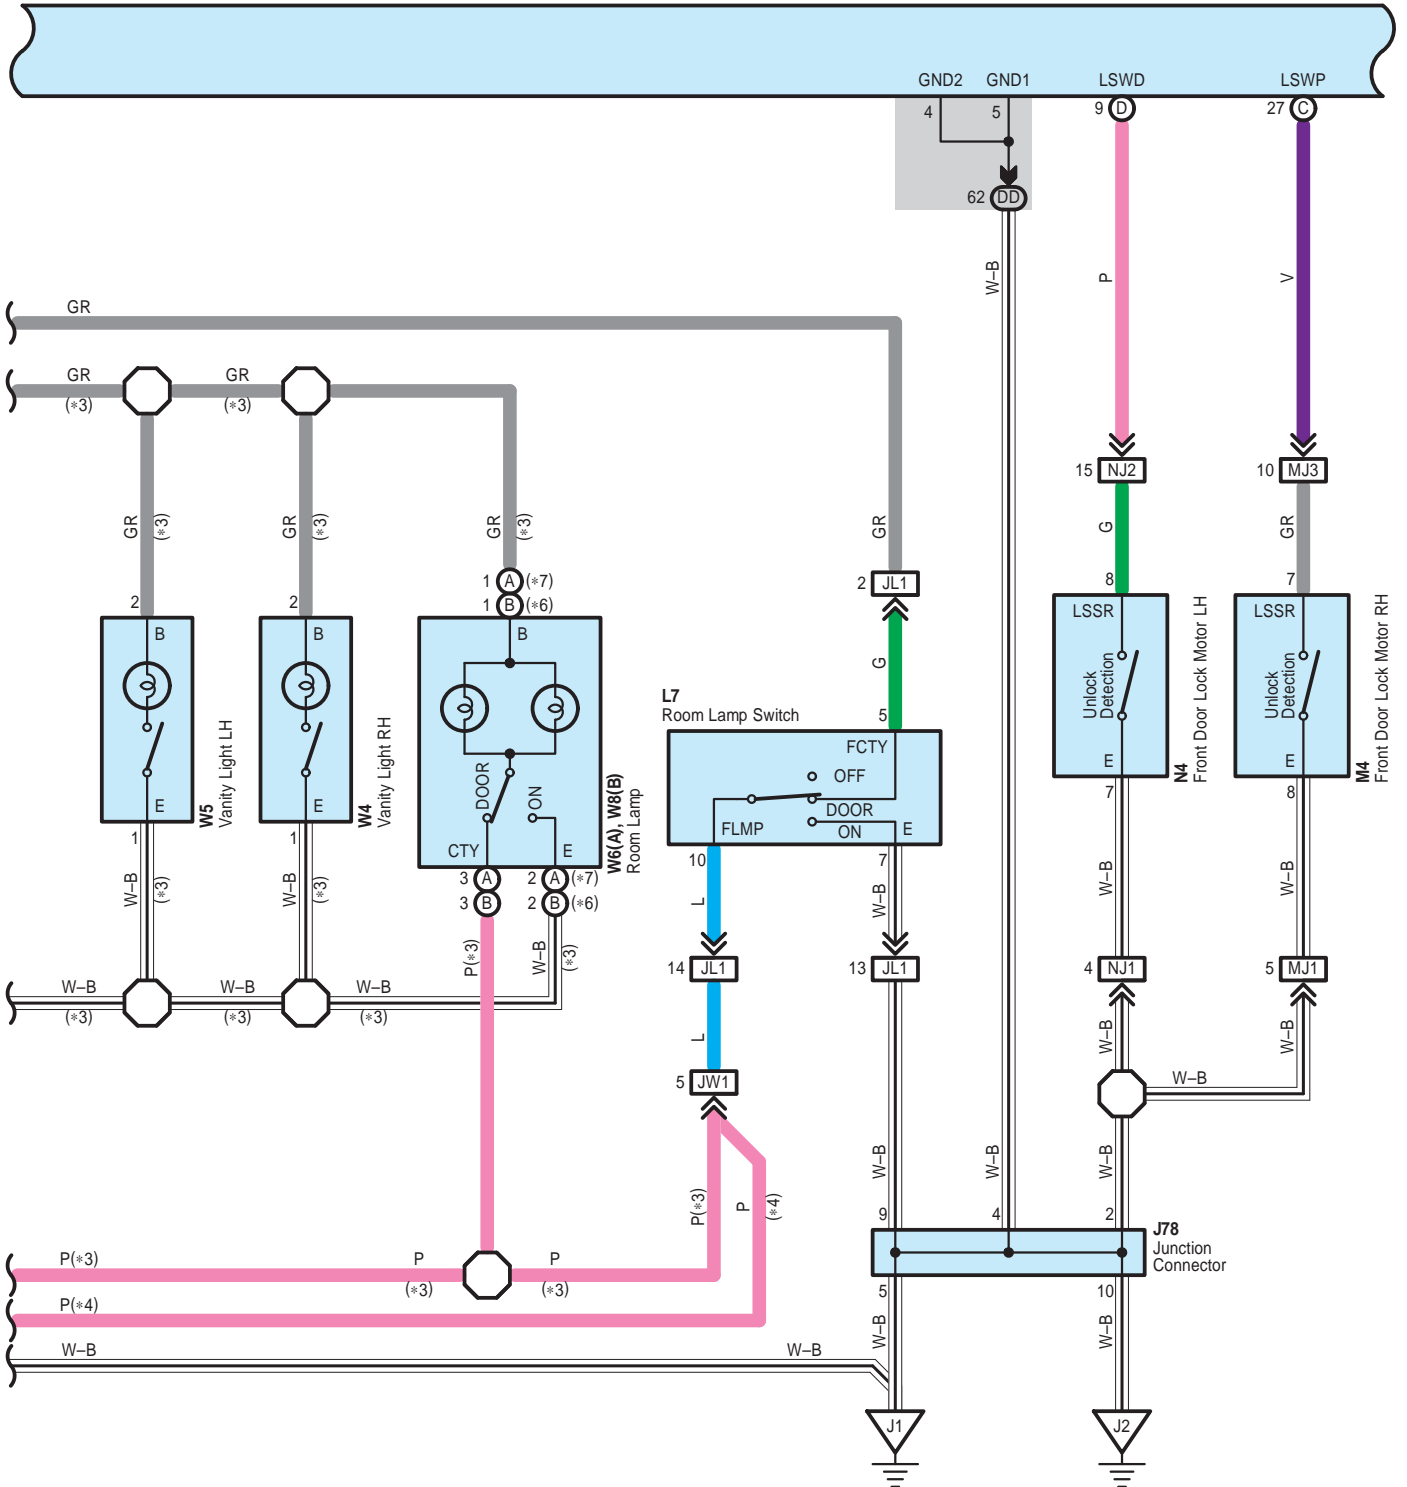 GND2 GND1 LSWD LSWP
4 5 9 D 27 C
62 DD
W–B P V
GR
GR GR
(*3) (*3)
15 NJ2 10 MJ3
GR (*3) GR (*3) GR (*3) GR G GR
1 A (*7) 2 JL1 8 7
2 2 1 B (*6)
B B B
LSSR LSSR
G
Unlock Detection
Unlock Detection
E E
N4 Front Door Lock Motor LH
M4 Front Door Lock Motor RH
L7
Room Lamp Switch 5
FCTY
OFF
DOOR
FLMP ON E
DOOR ON
E E
W5 Vanity Light LH
W4 Vanity Light RH
CTY E
W6(A), W8(B) Room Lamp
1 1 10 7 7 8
3 A 2 A (*7)
3 B 2 B (*6)
W–B (*3) W–B (*3) L W–B W–B W–B
P(*3) W–B (*3)
14 JL1 13 JL1 4 NJ1 5 MJ1
W–B W–B W–B
(*3) (*3) (*3)
L W–B W–B
5 JW1 W–B
W–B W–B W–B
P(*3) P (*4)
9 4 2
J78
Junction
Connector
P(*3) P P
(*3) (*3)
5 10
P(*4)
W–B W–B
W–B W–B
J1 J2